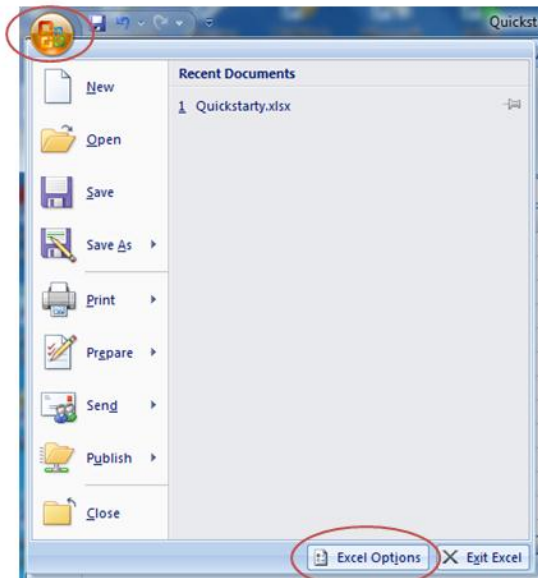 Quickst
New
Open
Save
Save As
Print
Prepare
Send
Publish
Close
Recent Documents
1 Quickstarty.xlsx
Excel Options
Exit Excel